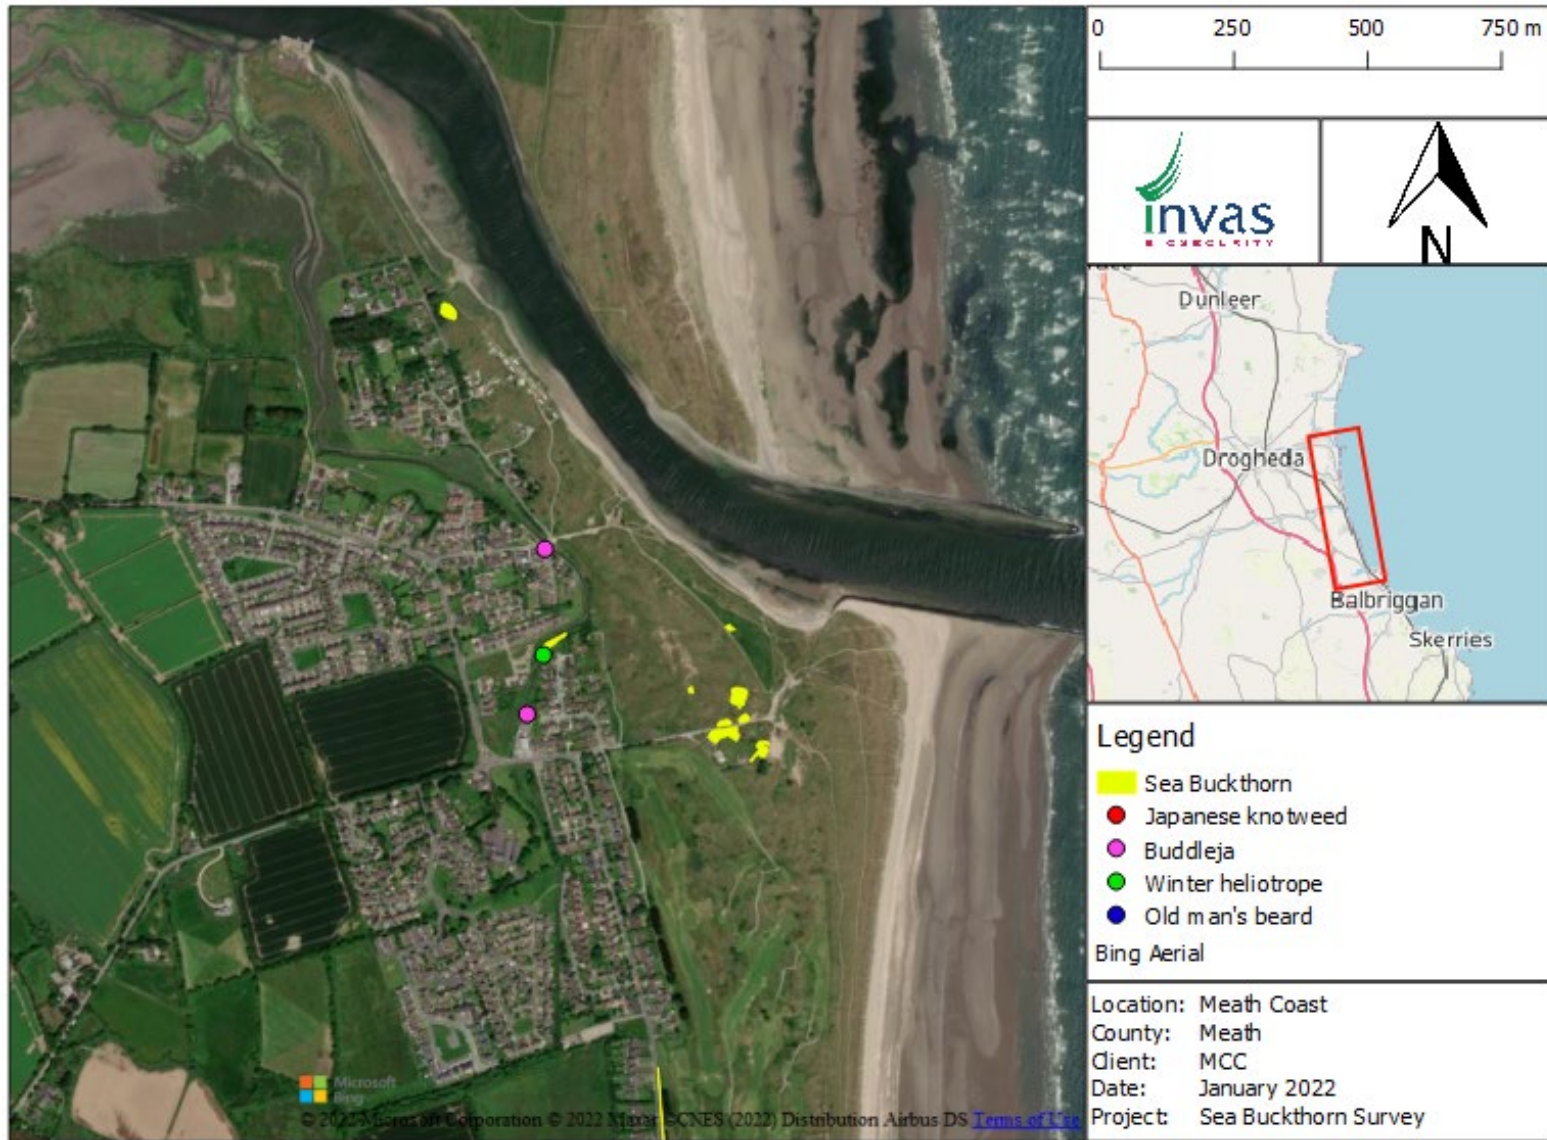 0 250 500 750 m
invas
BIOSECURITY
N
Dunleer
Drogheda
Balbriggan
Skerries
Legend
Sea Buckthorn
Japanese knotweed
Buddleja
Winter heliotrope
Old man's beard
Bing Aerial
Location: Meath Coast
County: Meath
Client: MCC
Date: January 2022
Project: Sea Buckthorn Survey
Microsoft
Bing
© 2022 Microsoft Corporation © 2022 Maxar ©CNES (2022) Distribution Airbus DS Terms of Use